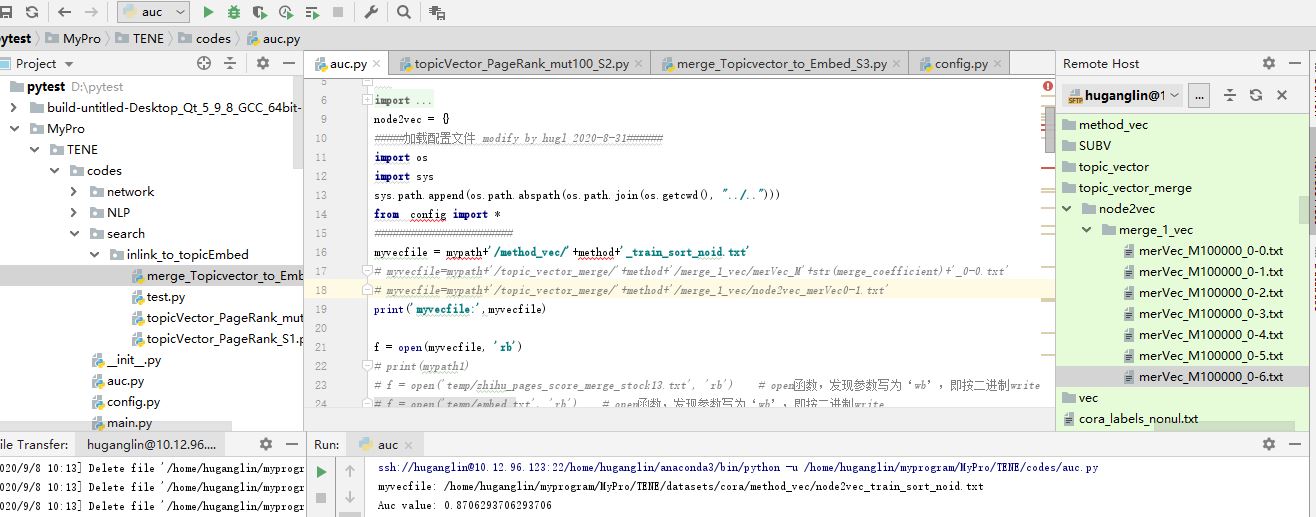 auc
pytest
MyPro
TENE
codes
auc.py
Project
pytest D:\pytest
build-untitled-Desktop_Qt_5_9_8_GCC_64bit-
MyPro
TENE
codes
network
NLP
search
inlink_to_topicEmbed
merge_Topicvector_to_Emb
test.py
topicVector_PageRank_mut
topicVector_PageRank_S1.p
__init__.py
auc.py
config.py
main.py
auc.py
topicVector_PageRank_mut100_S2.py
merge_Topicvector_to_Embed_S3.py
config.py
5
6 import ...
9 node2vec = {}
10 #####加载配置文件 modify by hugl 2020-8-31######
11 import os
12 import sys
13 sys.path.append(os.path.abspath(os.path.join(os.getcwd(), "../..")))
14 from config import *
15 ########################
16 myvecfile = mypath+'/method_vec/'+method+'_train_sort_noid.txt'
17 # myvecfile=mypath+'/topic_vector_merge/'+method+'/merge_1_vec/merVec_M'+str(merge_coefficient)+'_0-0.txt'
18 # myvecfile=mypath+'/topic_vector_merge/'+method+'/merge_1_vec/node2vec_merVec0-1.txt'
19 print('myvecfile:',myvecfile)
20
21 f = open(myvecfile, 'rb')
22 # print(mypath1)
23 # f = open('temp/zhihu_pages_score_merge_stock13.txt', 'rb') # open函数，发现参数写为‘wb’，即按二进制write
24 # f = open('temp/embed.txt', 'rb') # open函数，发现参数写为‘wb’，即按二进制write
Remote Host
huganglin@1
...
method_vec
SUBV
topic_vector
topic_vector_merge
node2vec
merge_1_vec
merVec_M100000_0-0.txt
merVec_M100000_0-1.txt
merVec_M100000_0-2.txt
merVec_M100000_0-3.txt
merVec_M100000_0-4.txt
merVec_M100000_0-5.txt
merVec_M100000_0-6.txt
vec
cora_labels_nonul.txt
ile Transfer: huganglin@10.12.96....
020/9/8 10:13] Delete file '/home/huganglin/myprogr
020/9/8 10:13] Delete file '/home/huganglin/myprogr
020/9/8 10:13] Delete file '/home/huganglin/myprogr
Run: auc
ssh://huganglin@10.12.96.123:22/home/huganglin/anaconda3/bin/python -u /home/huganglin/myprogram/MyPro/TENE/codes/auc.py
myvecfile: /home/huganglin/myprogram/MyPro/TENE/datasets/cora/method_vec/node2vec_train_sort_noid.txt
Auc value: 0.8706293706293706